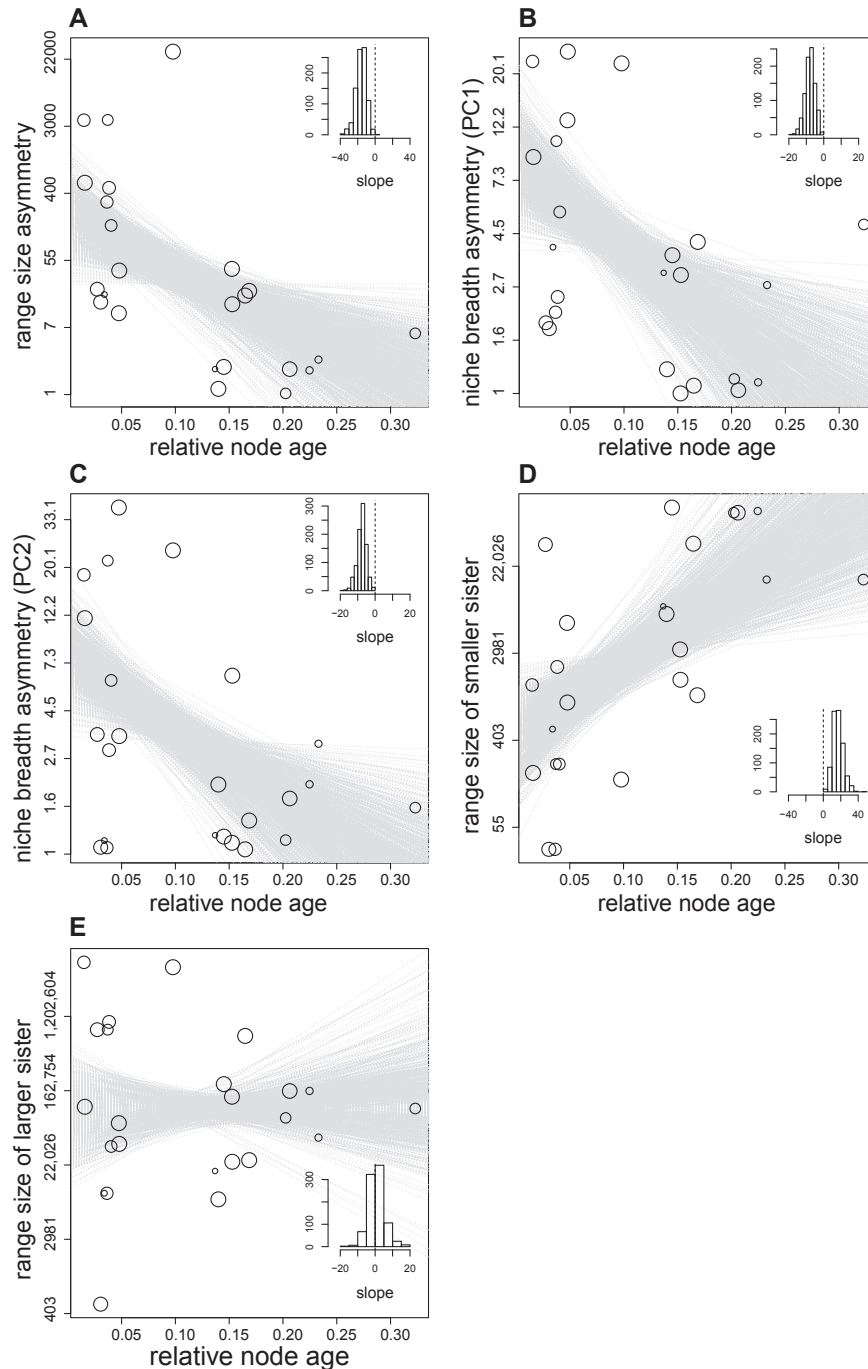 A
range size asymmetry
22000
3000
400
55
7
1
0.05 0.10 0.15 0.20 0.25 0.30
relative node age
0 100 200
−40 0 20 40
slope
B
niche breadth asymmetry (PC1)
20.1
12.2
7.3
4.5
2.7
1.6
1
0.05 0.10 0.15 0.20 0.25 0.30
relative node age
0 100 200
−20 0 20 40
slope
C
niche breadth asymmetry (PC2)
33.1
20.1
12.2
7.3
4.5
2.7
1.6
1
0.05 0.10 0.15 0.20 0.25 0.30
relative node age
0 100 200 300
−20 0 20 40
slope
D
range size of smaller sister
22,026
2981
403
55
0.05 0.10 0.15 0.20 0.25 0.30
relative node age
0 100 200
−40 0 20 40
slope
E
range size of larger sister
1,202,604
162,754
22,026
2981
403
0.05 0.10 0.15 0.20 0.25 0.30
relative node age
0 100 300
−20 0 20
slope